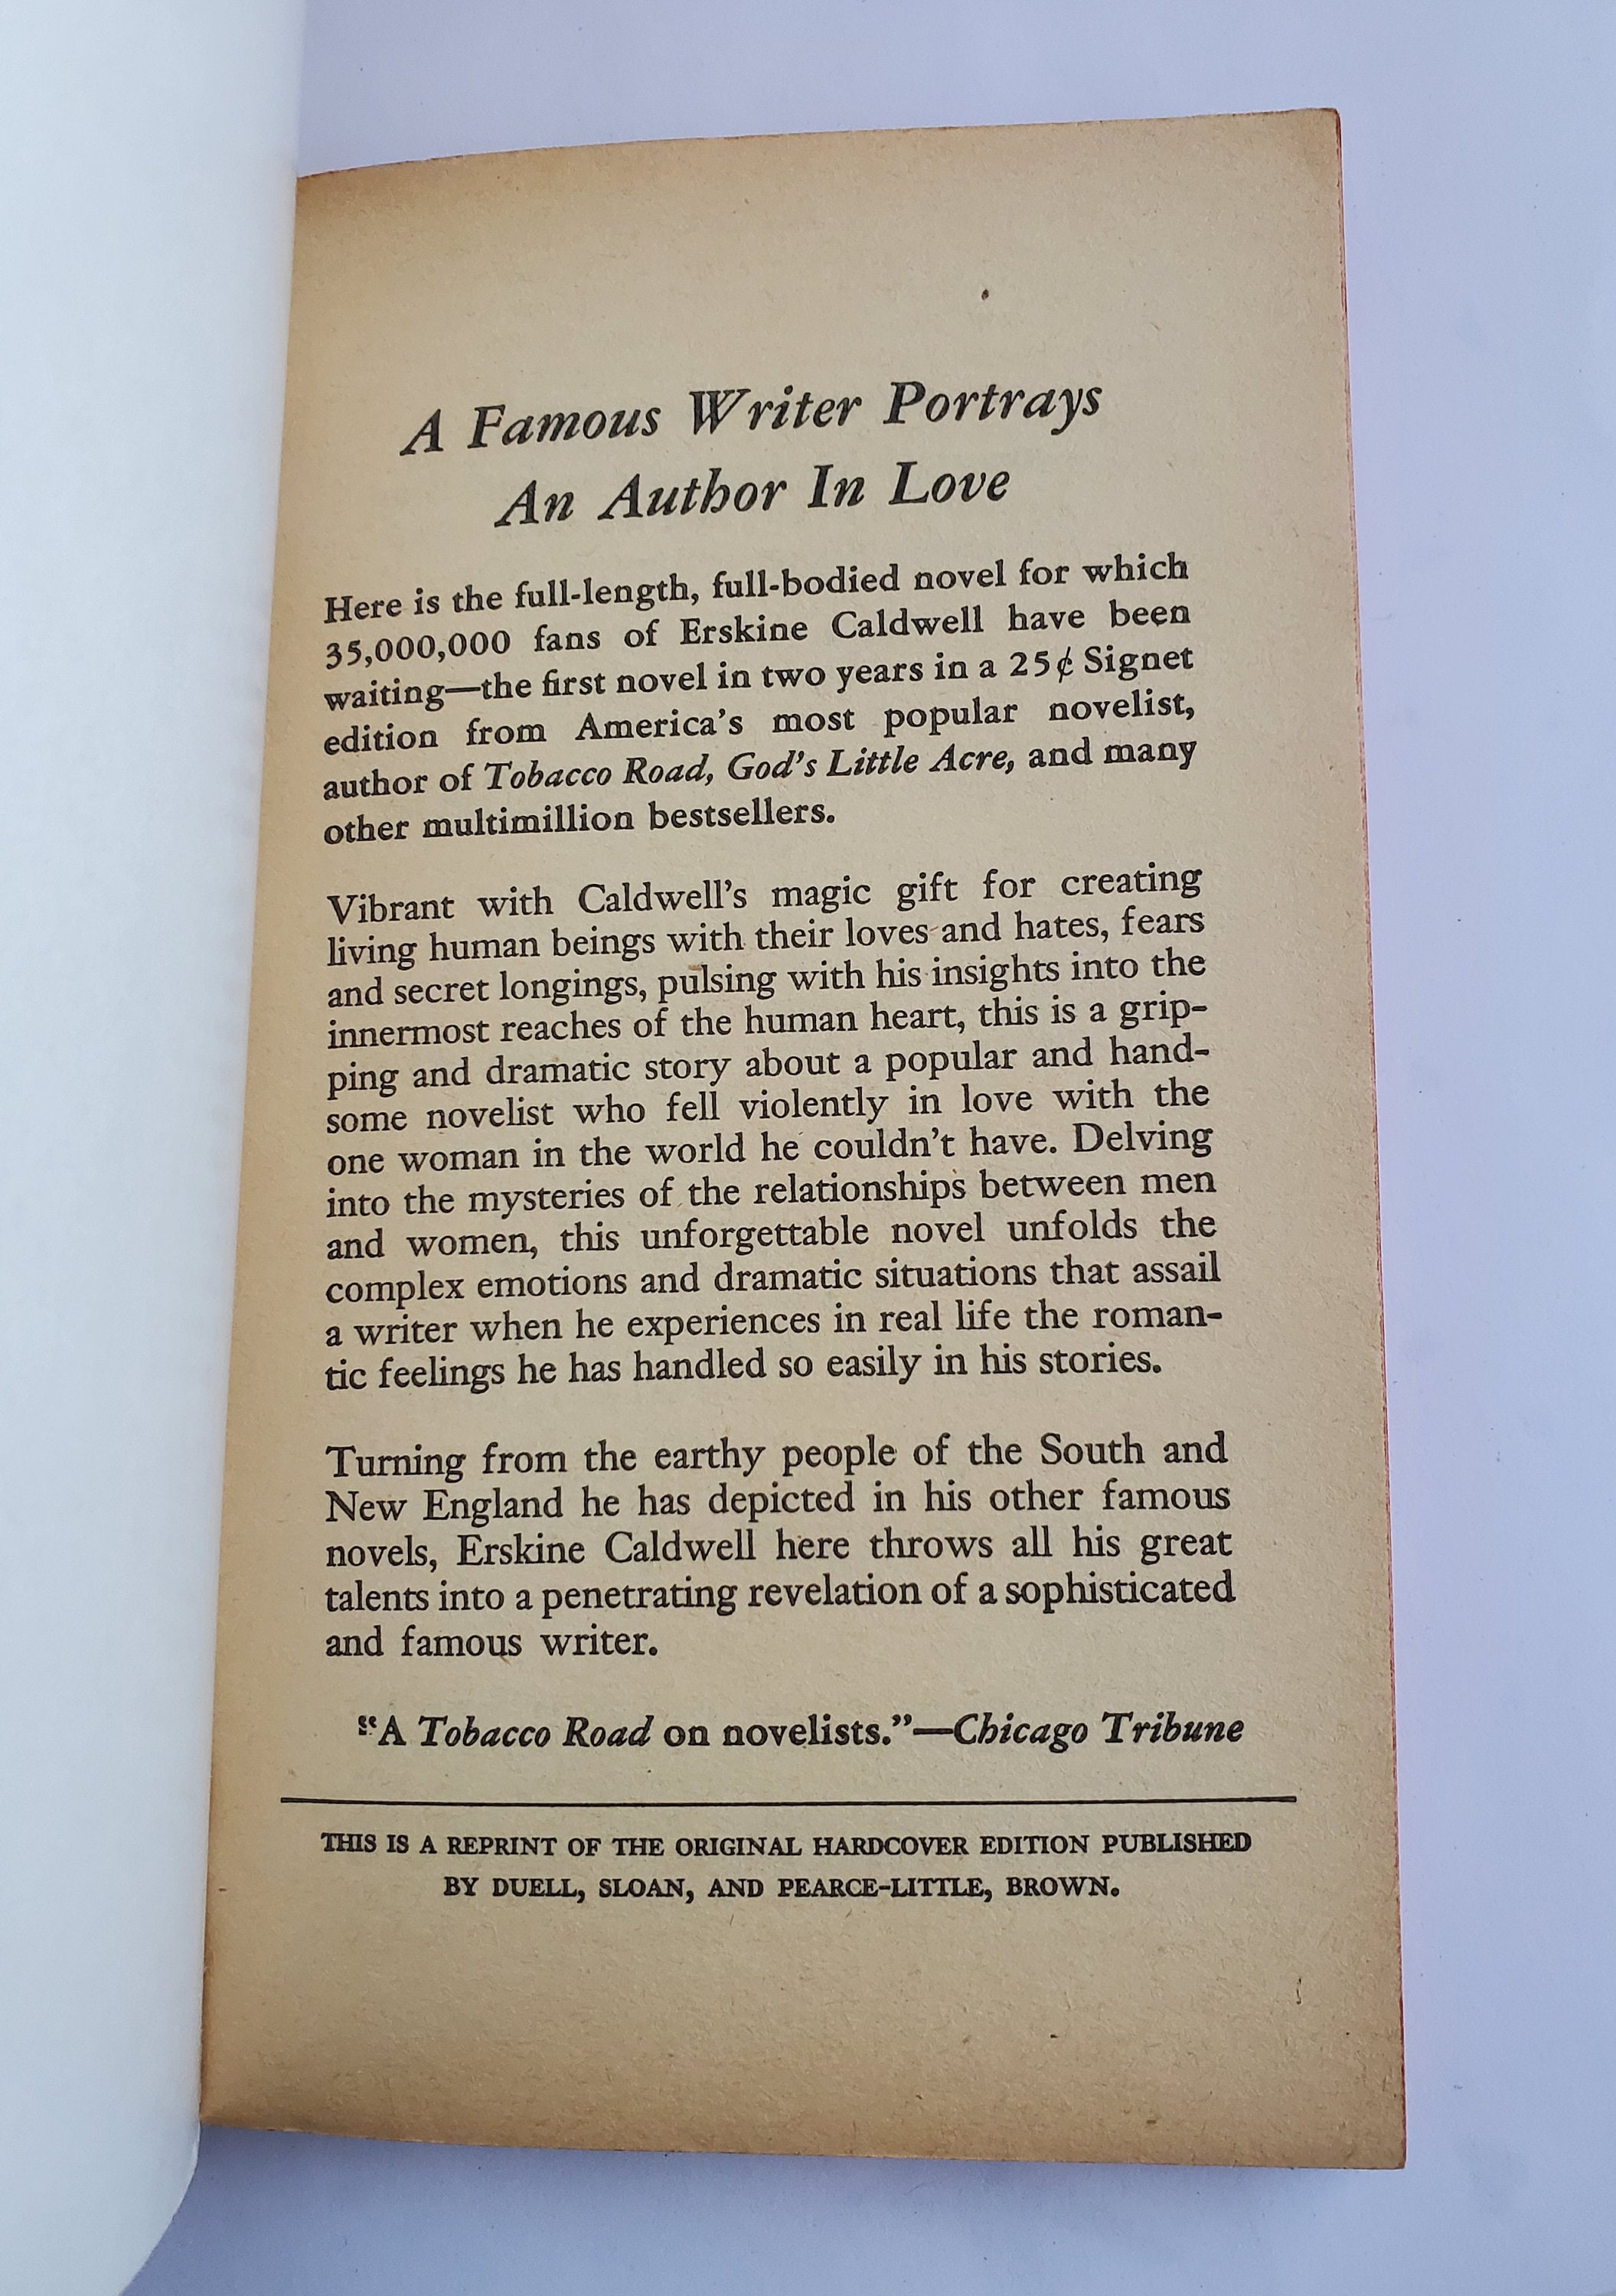 A Famous Writer Portrays
An Author In Love
Here is the full-length, full-bodied novel for which
35,000,000 fans of Erskine Caldwell have been
waiting—the first novel in two years in a 25¢ Signet
edition from America's most popular novelist,
author of Tobacco Road, God's Little Acre, and many
other multimillion bestsellers.
Vibrant with Caldwell's magic gift for creating
living human beings with their loves and hates, fears
and secret longings, pulsing with his insights into the
innermost reaches of the human heart, this is a grip-
ping and dramatic story about a popular and hand-
some novelist who fell violently in love with the
one woman in the world he couldn't have. Delving
into the mysteries of the relationships between men
and women, this unforgettable novel unfolds the
complex emotions and dramatic situations that assail
a writer when he experiences in real life the roman-
tic feelings he has handled so easily in his stories.
Turning from the earthy people of the South and
New England he has depicted in his other famous
novels, Erskine Caldwell here throws all his great
talents into a penetrating revelation of a sophisticated
and famous writer.
"A Tobacco Road on novelists."—Chicago Tribune
THIS IS A REPRINT OF THE ORIGINAL HARDCOVER EDITION PUBLISHED
BY DUELL, SLOAN, AND PEARCE-LITTLE, BROWN.